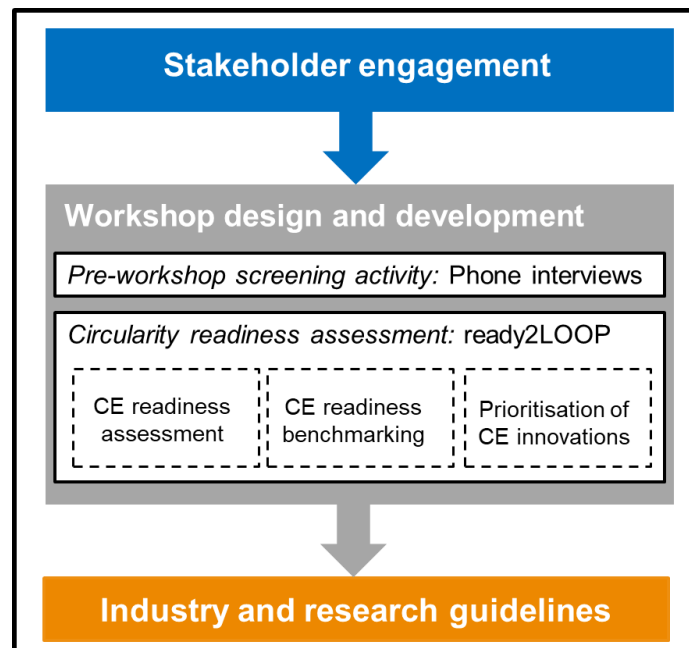 Stakeholder engagement
Workshop design and development
Pre-workshop screening activity: Phone interviews
Circularity readiness assessment: ready2LOOP
CE readiness
assessment
CE readiness
benchmarking
Prioritisation of
CE innovations
Industry and research guidelines